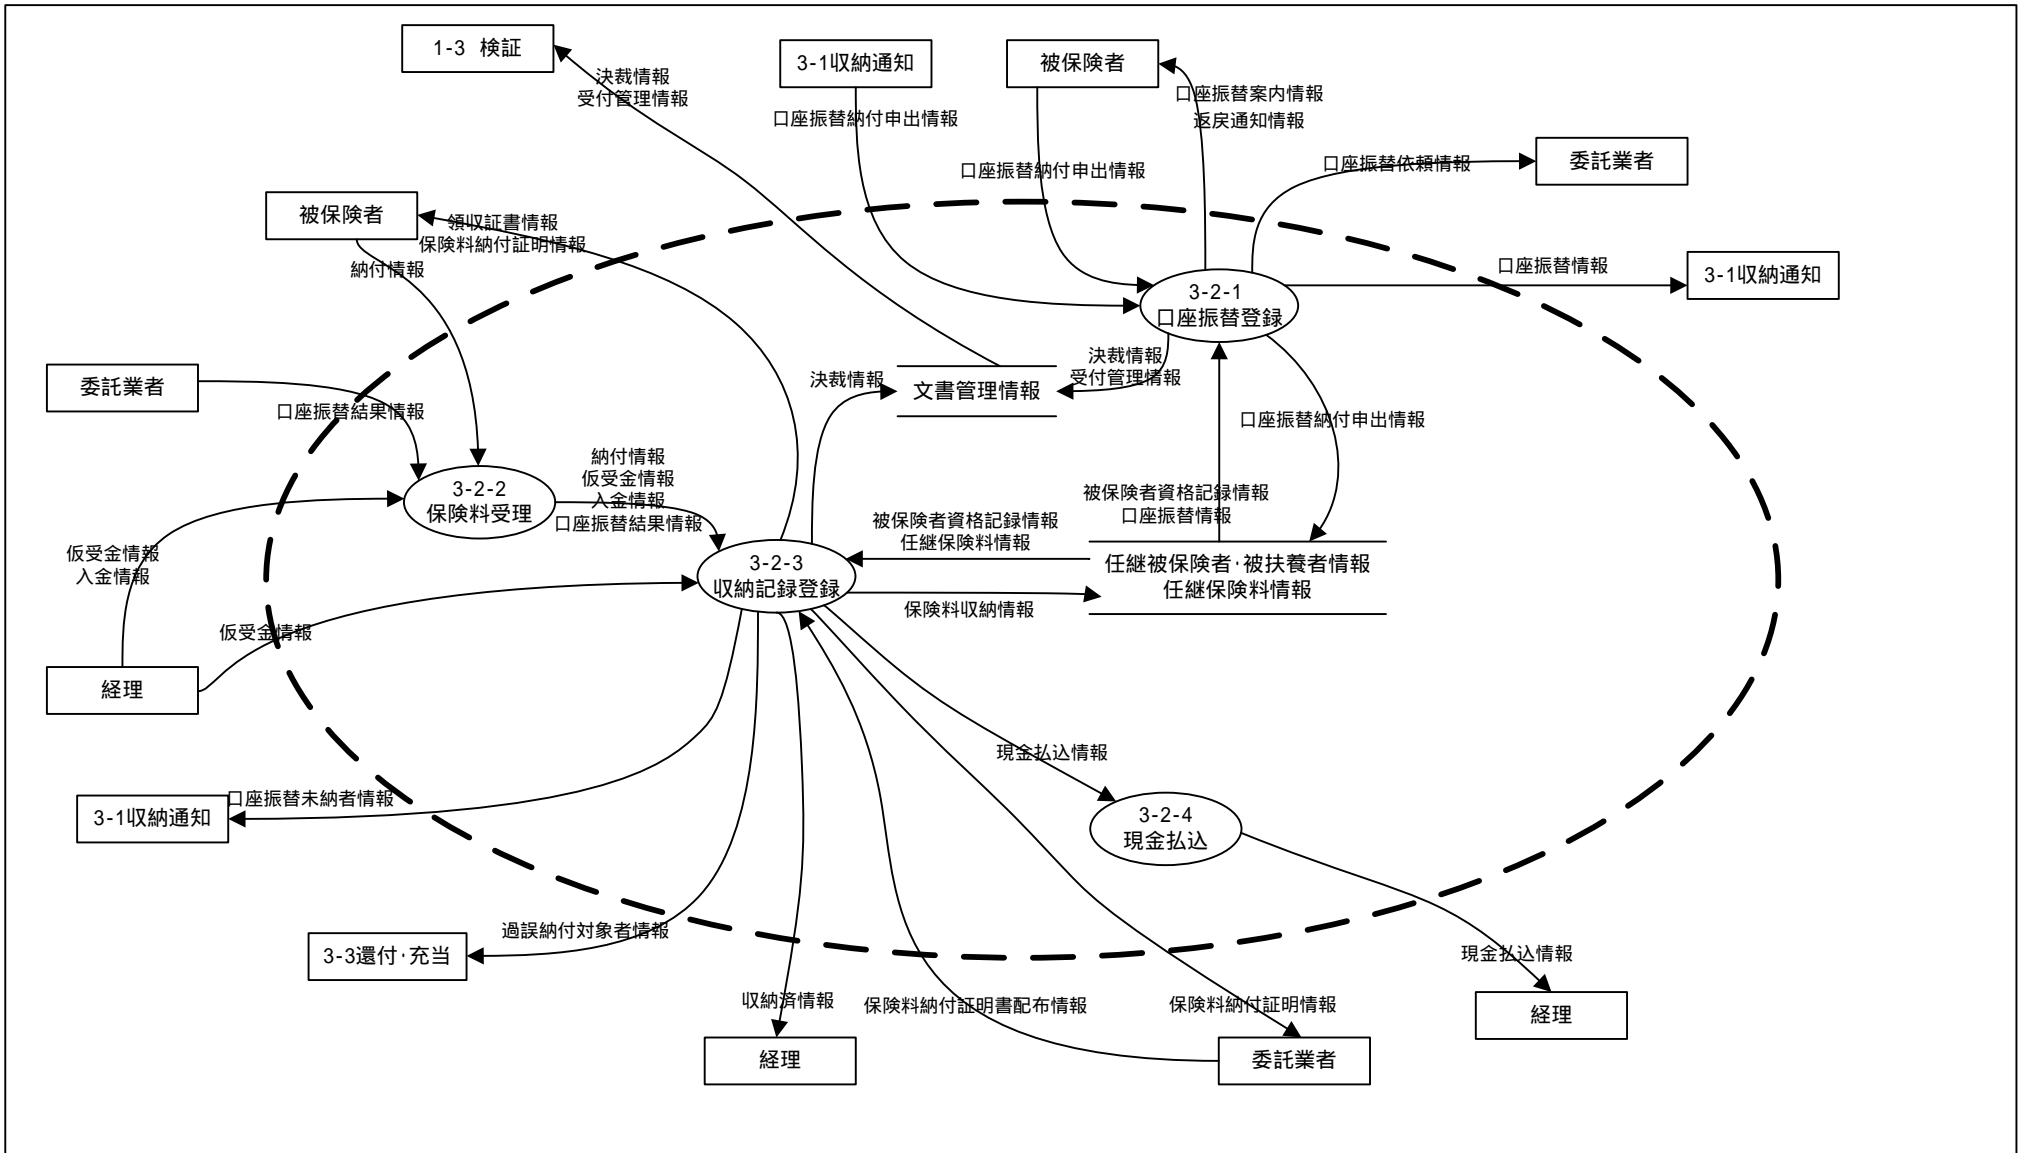 1-3 検証
3-1収納通知
被保険者
決裁情報
受付管理情報
口座振替納付申出情報
口座振替案内情報
返戻通知情報
口座振替納付申出情報
口座振替依頼情報
委託業者
被保険者
領収証書情報
保険料納付証明情報
納付情報
口座振替情報
3-1収納通知
3-2-1
口座振替登録
委託業者
口座振替結果情報
決裁情報
文書管理情報
決裁情報
受付管理情報
口座振替納付申出情報
3-2-2
保険料受理
納付情報
仮受金情報
入金情報
口座振替結果情報
被保険者資格記録情報
口座振替情報
被保険者資格記録情報
任継保険料情報
仮受金情報
入金情報
3-2-3
収納記録登録
任継被保険者・被扶養者情報
任継保険料情報
保険料収納情報
仮受金情報
経理
現金払込情報
口座振替未納者情報
3-1収納通知
3-2-4
現金払込
過誤納付対象者情報
3-3還付・充当
現金払込情報
収納済情報
保険料納付証明書配布情報
保険料納付証明情報
経理
経理
委託業者